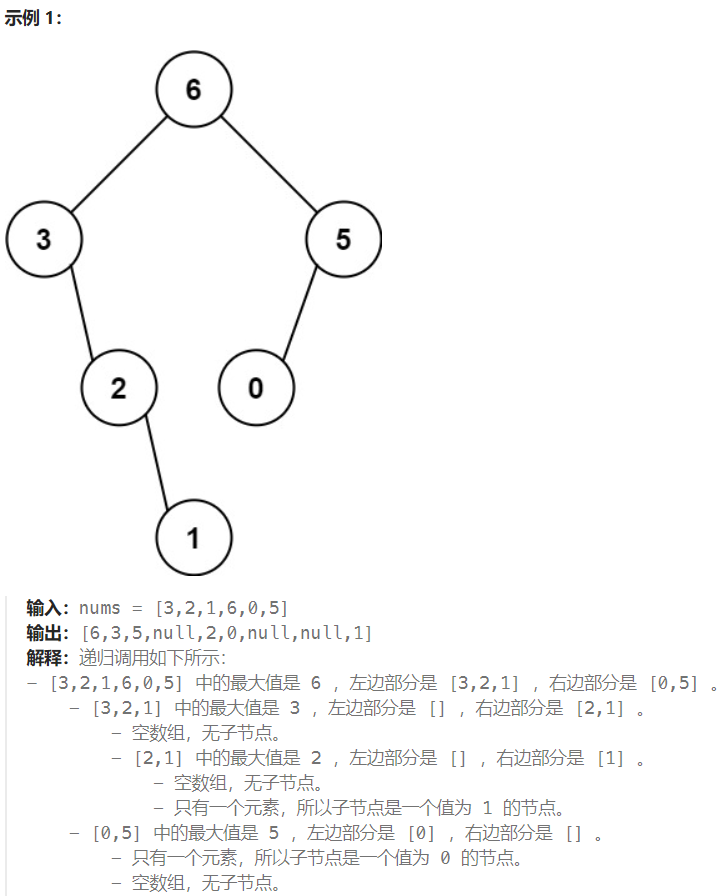 示例 1：
6
3
5
2
0
1
输入：nums = [3,2,1,6,0,5]
输出：[6,3,5,null,2,0,null,null,1]
解释：递归调用如下所示：
- [3,2,1,6,0,5] 中的最大值是 6 ，左边部分是 [3,2,1] ，右边部分是 [0,5] 。
- [3,2,1] 中的最大值是 3 ，左边部分是 [] ，右边部分是 [2,1] 。
- 空数组，无子节点。
- [2,1] 中的最大值是 2 ，左边部分是 [] ，右边部分是 [1] 。
- 空数组，无子节点。
- 只有一个元素，所以子节点是一个值为 1 的节点。
- [0,5] 中的最大值是 5 ，左边部分是 [0] ，右边部分是 [] 。
- 只有一个元素，所以子节点是一个值为 0 的节点。
- 空数组，无子节点。